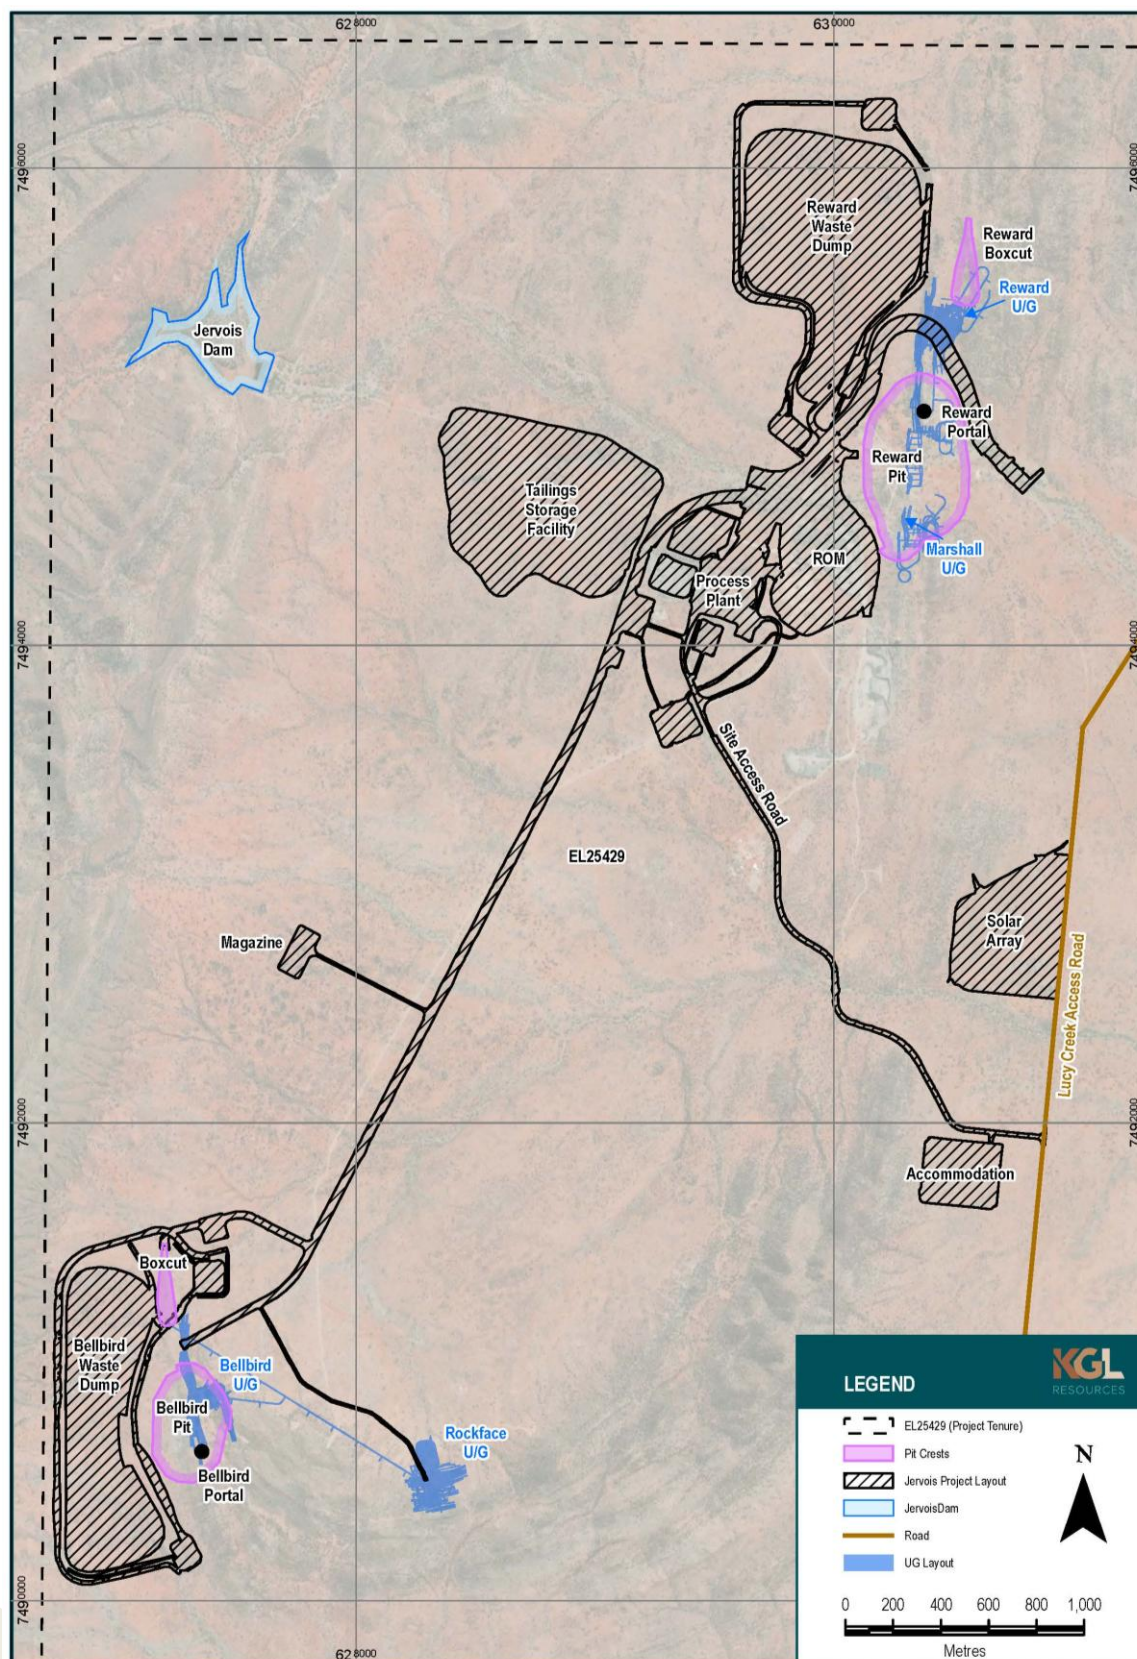 628000
630000
7496000
7496000
Reward
Waste
Dump
Reward
Boxcut
Reward
U/G
Jervois
Dam
Reward
Portal
Reward
Pit
Tailings
Storage
Facility
Marshall
U/G
ROM
Process
Plant
7494000
7494000
Site Access Road
EL25429
Solar
Array
Magazine
Lucy Creek Access Road
7492000
7492000
Accommodation
Boxcut
Bellbird
Waste
Dump
Bellbird
U/G
Bellbird
Pit
Rockface
U/G
Bellbird
Portal
7490000
628000
KGL
RESOURCES
LEGEND
EL25429 (Project Tenure)
Pit Crests
Jervois Project Layout
JervoisDam
Road
UG Layout
N
0 200 400 600 800 1,000
Metres